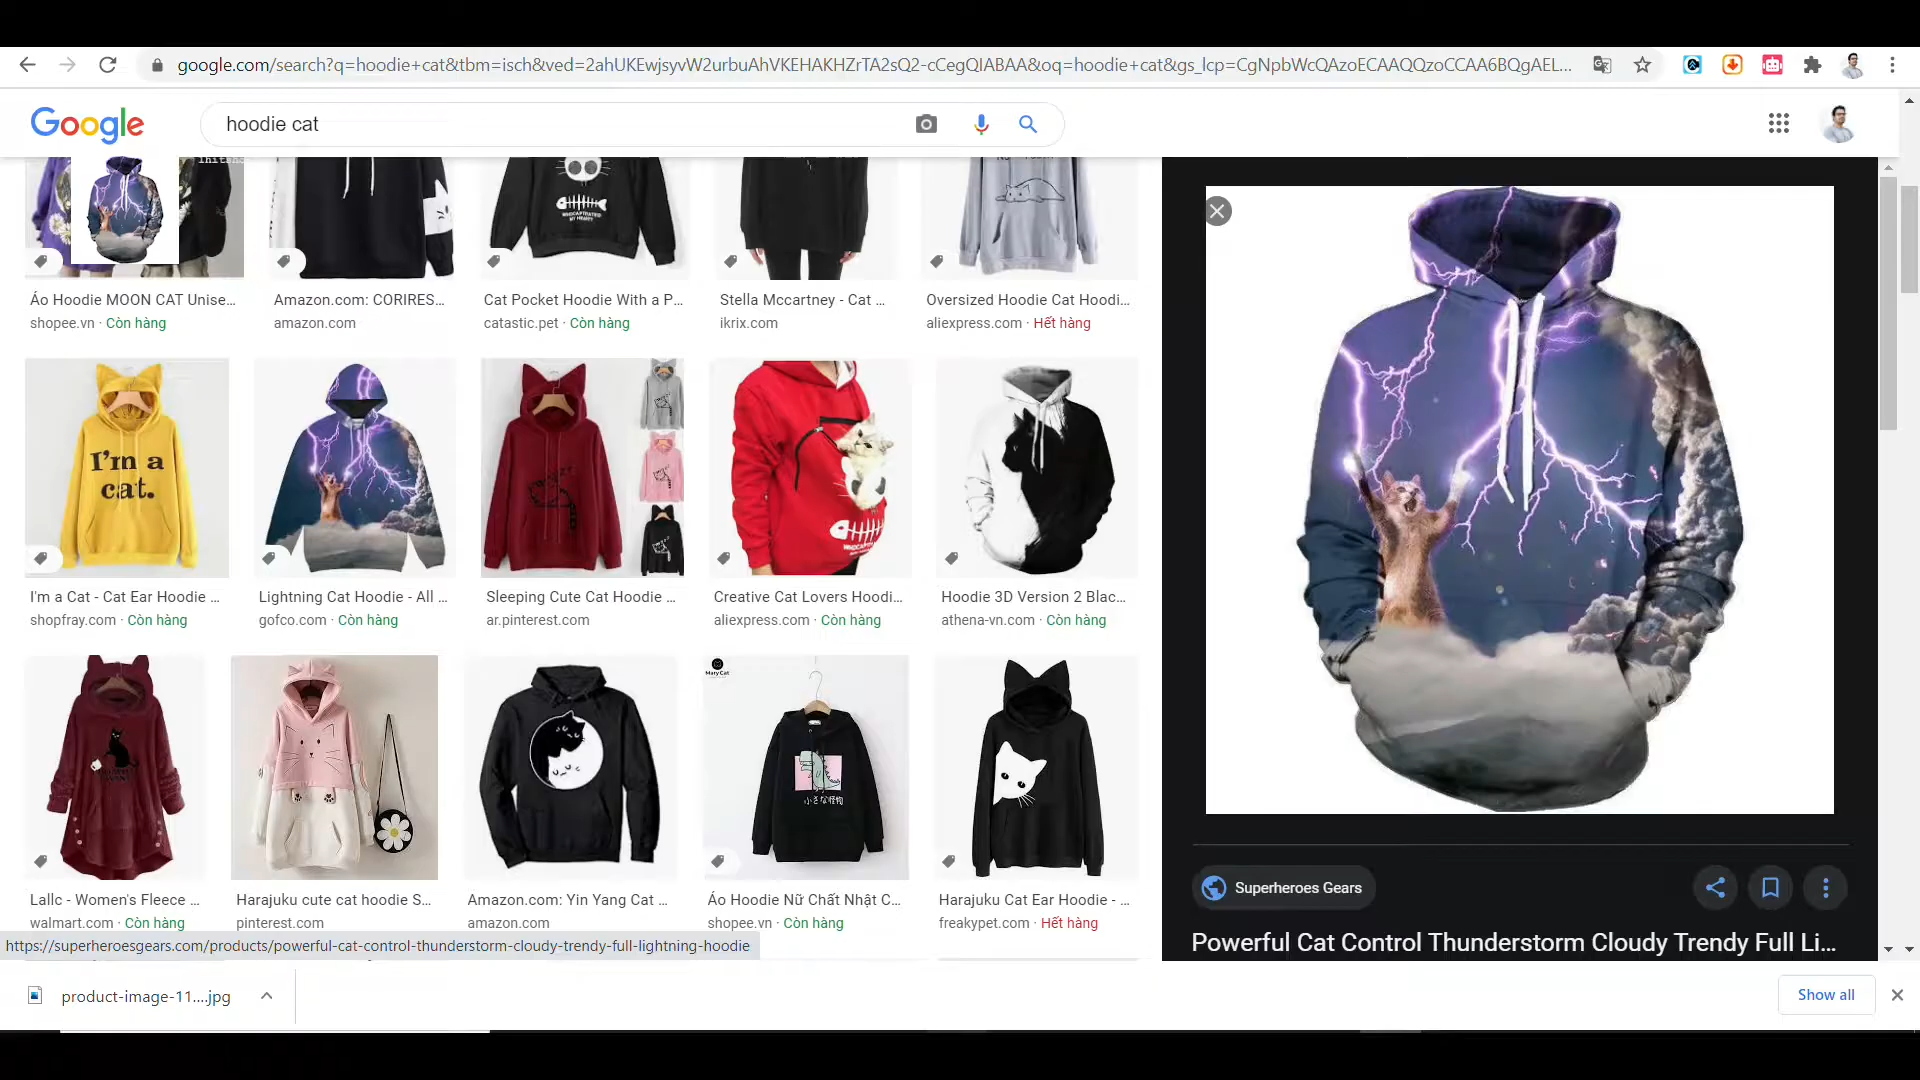 google.com/search?q=hoodie+cat&tbm=isch&ved=2ahUKEwjsyvW2urbuAhVKEHAKHZrTA2sQ2-cCegQIABAA&oq=hoodie+cat&gs_lcp=CgNpbWcQAzoECAAQQzoCCAA6BQgAEL...
Google
hoodie cat
Áo Hoodie MOON CAT Unise...
shopee.vn · Còn hàng
Amazon.com: CORIRES...
amazon.com
Cat Pocket Hoodie With a P...
catastic.pet · Còn hàng
Stella Mccartney - Cat ...
ikrix.com
Oversized Hoodie Cat Hoodi...
aliexpress.com · Hết hàng
I'm a
cat.
I'm a Cat - Cat Ear Hoodie ...
shopfray.com · Còn hàng
Lightning Cat Hoodie - All ...
gofco.com · Còn hàng
Sleeping Cute Cat Hoodie ...
ar.pinterest.com
Creative Cat Lovers Hoodi...
aliexpress.com · Còn hàng
Hoodie 3D Version 2 Blac...
athena-vn.com · Còn hàng
Mary Cat
小さな怪物
Lallc - Women's Fleece ...
walmart.com · Còn hàng
Harajuku cute cat hoodie S...
pinterest.com
Amazon.com: Yin Yang Cat ...
amazon.com
Áo Hoodie Nữ Chất Nhật C...
shopee.vn · Còn hàng
Harajuku Cat Ear Hoodie - ...
freakypet.com · Hết hàng
Superheroes Gears
Powerful Cat Control Thunderstorm Cloudy Trendy Full Li...
https://superheroesgears.com/products/powerful-cat-control-thunderstorm-cloudy-trendy-full-lightning-hoodie
product-image-11....jpg
Show all